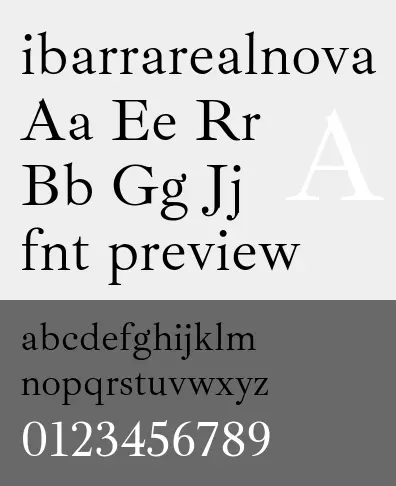 ibarrarealnova
Aa Ee Rr
A
Bb Gg Jj
fnt preview
abcdefghijklm
nopqrstuvwxyz
0123456789